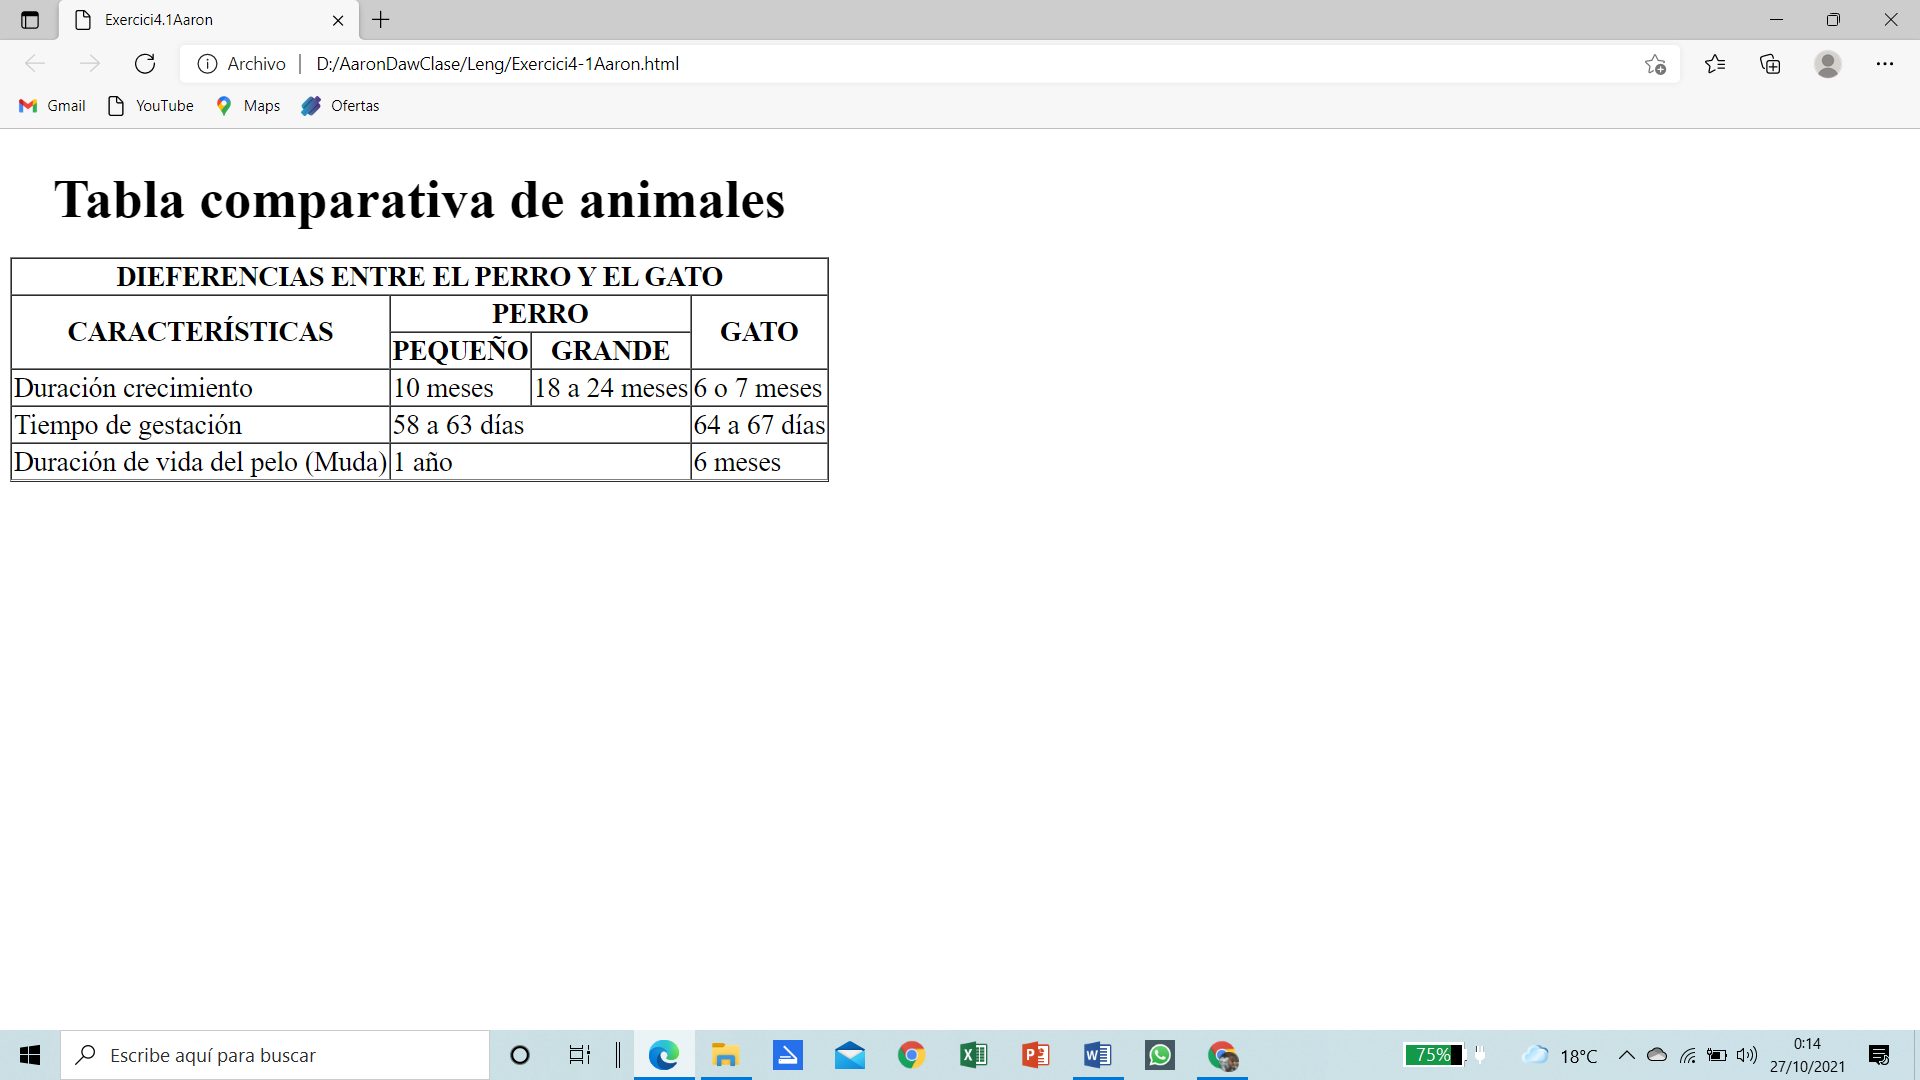 Exercici4.1Aaron
Archivo D:/AaronDawClase/Leng/Exercici4-1Aaron.html
Gmail YouTube Maps Ofertas
Tabla comparativa de animales
DIEFERENCIAS ENTRE EL PERRO Y EL GATO
CARACTERÍSTICAS PERRO GATO
PEQUEÑO GRANDE
Duración crecimiento 10 meses 18 a 24 meses 6 o 7 meses
Tiempo de gestación 58 a 63 días 64 a 67 días
Duración de vida del pelo (Muda) 1 año 6 meses
Escribe aquí para buscar 75% 18°C 0:14
27/10/2021